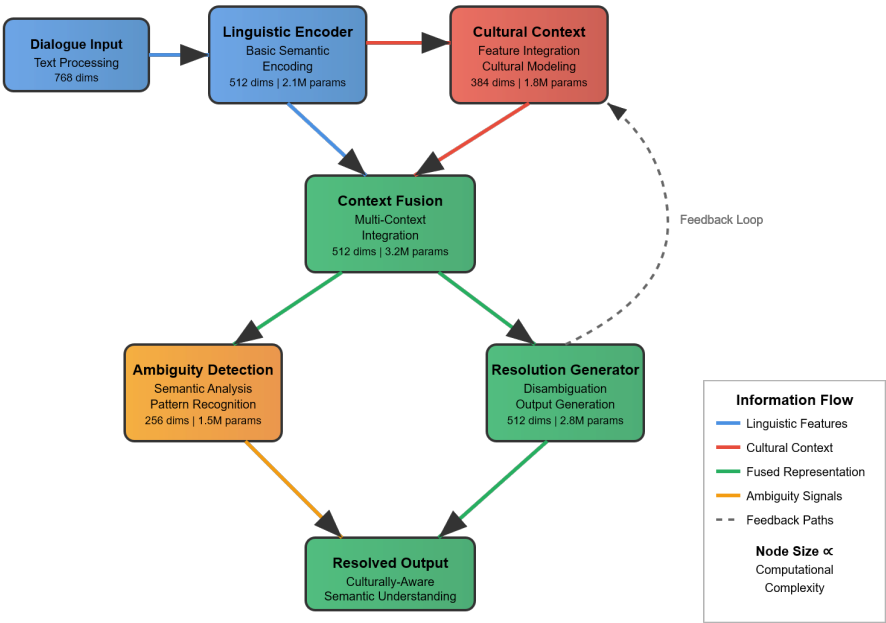 Dialogue Input
Text Processing
768 dims
Linguistic Encoder
Basic Semantic
Encoding
512 dims | 2.1M params
Cultural Context
Feature Integration
Cultural Modeling
384 dims | 1.8M params
Context Fusion
Multi-Context
Integration
512 dims | 3.2M params
Feedback Loop
Ambiguity Detection
Semantic Analysis
Pattern Recognition
256 dims | 1.5M params
Resolution Generator
Disambiguation
Output Generation
512 dims | 2.8M params
Resolved Output
Culturally-Aware
Semantic Understanding
Information Flow
Linguistic Features
Cultural Context
Fused Representation
Ambiguity Signals
Feedback Paths
Node Size ∝
Computational
Complexity